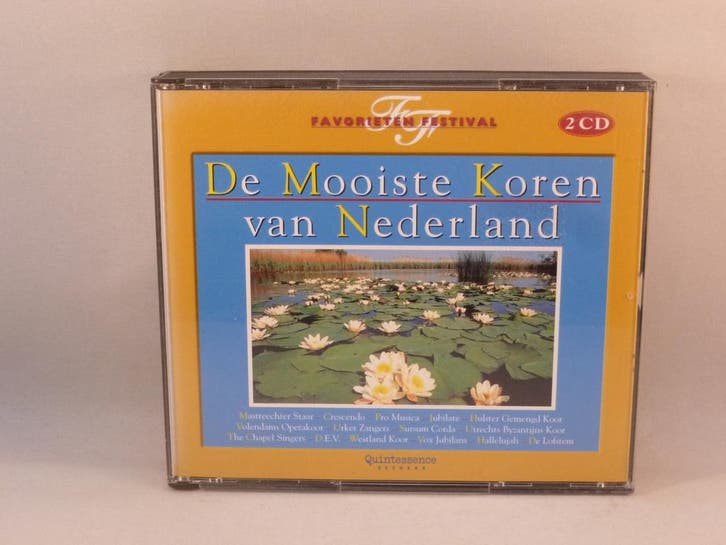 FAVORIETEN FESTIVAL
FF
2 CD
De Mooiste Koren
van Nederland
Mastreechter Staar – Crescendo – Pro Musica – Jubilate – Hulster Gemengd Koor
Volendams Operakoor – Urker Zangers – Sursum Corda – Utrechts Byzantijns Koor
The Chapel Singers – D.E.V. – Westland Koor – Vox Jubilans – Hallelujah – De Lofstem
Quintessence
RECORDS